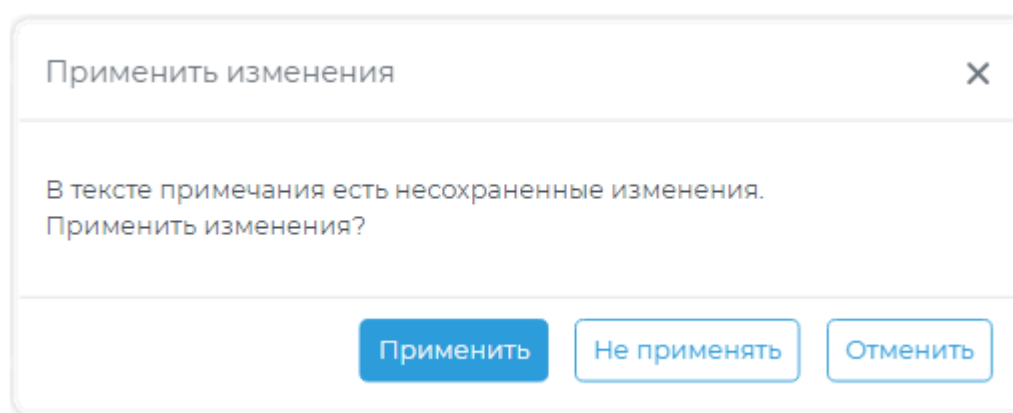 Применить изменения
В тексте примечания есть несохраненные изменения.
Применить изменения?
Применить Не применять Отменить